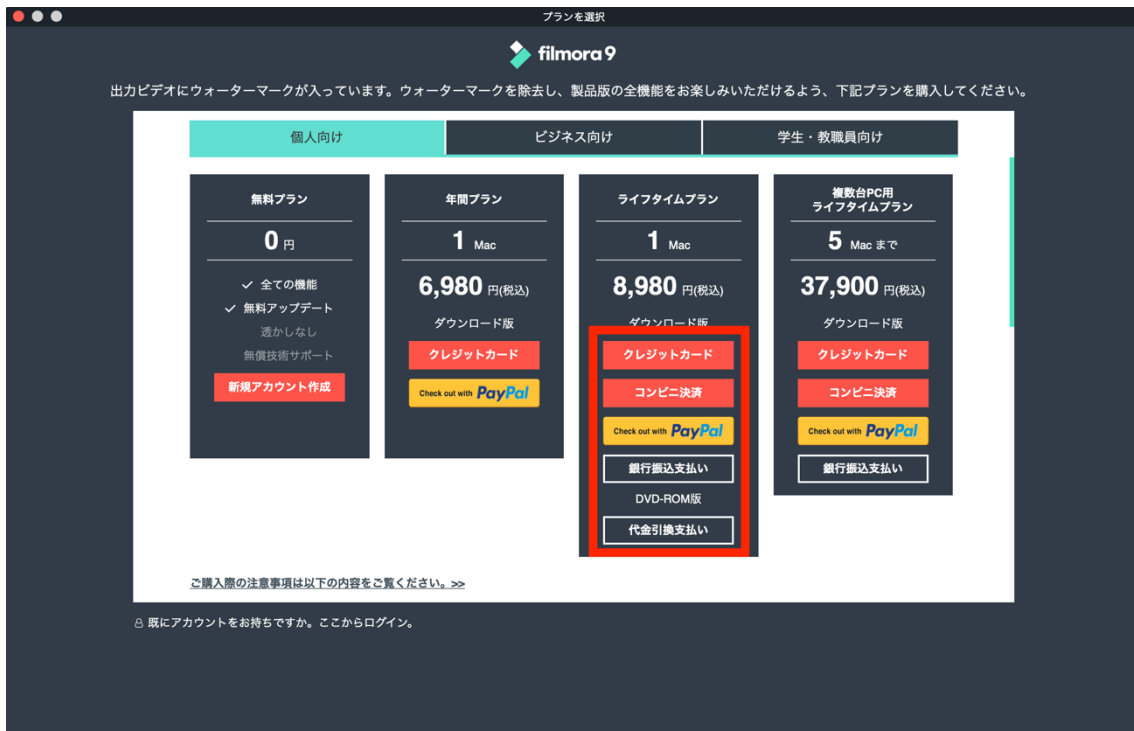 プランを選択
filmora9
出力ビデオにウォーターマークが入っています。ウォーターマークを除去し、製品版の全機能をお楽しみいただけるよう、下記プランを購入してください。
個人向け
ビジネス向け
学生・教職員向け
無料プラン
0 円
全ての機能
無料アップデート
透かしなし
無償技術サポート
新規アカウント作成
年間プラン
1 Mac
6,980 円(税込)
ダウンロード版
クレジットカード
Check out with PayPal
ライフタイムプラン
1 Mac
8,980 円(税込)
ダウンロード版
クレジットカード
コンビニ決済
Check out with PayPal
銀行振込支払い
DVD-ROM版
代金引換支払い
複数台PC用
ライフタイムプラン
5 Mac まで
37,900 円(税込)
ダウンロード版
クレジットカード
コンビニ決済
Check out with PayPal
銀行振込支払い
ご購入際の注意事項は以下の内容をご覧ください。>>
既にアカウントをお持ちですか。ここからログイン。